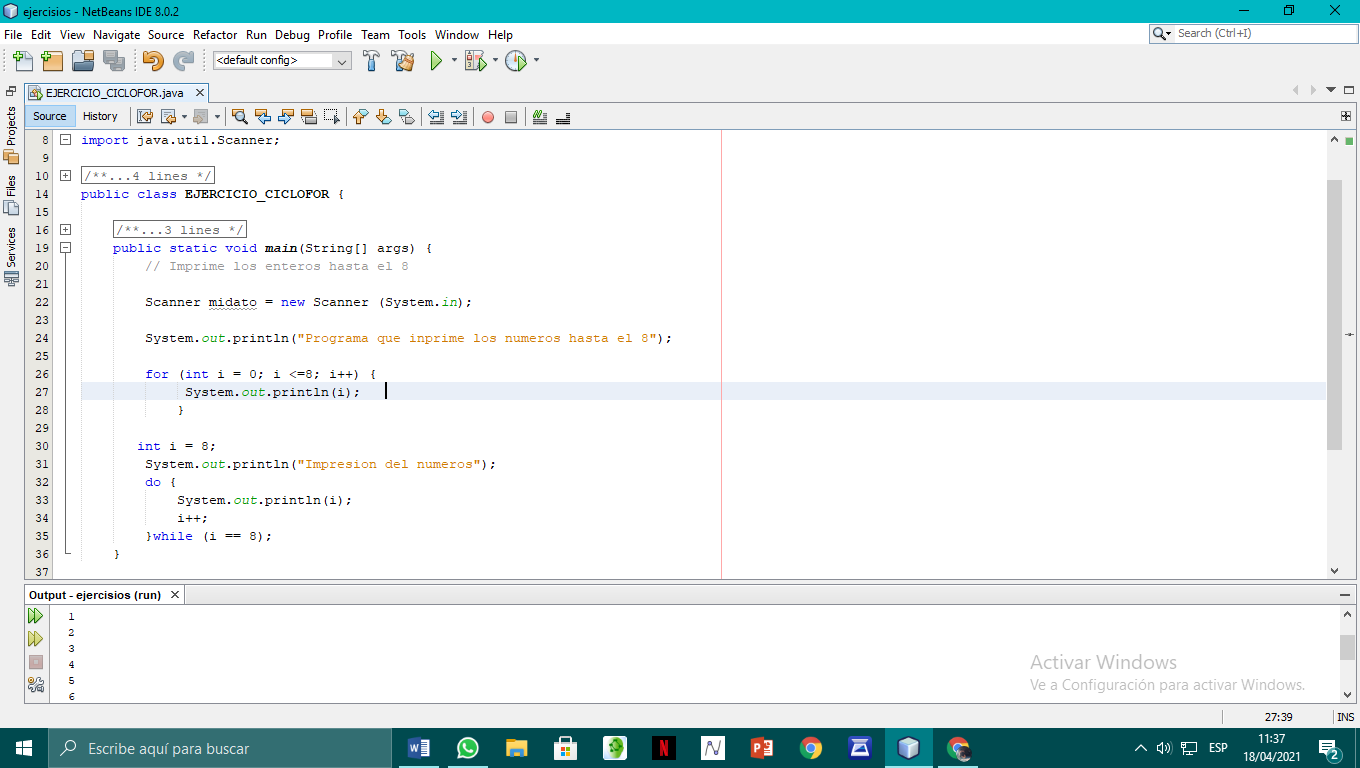 ejercisios - NetBeans IDE 8.0.2
File Edit View Navigate Source Refactor Run Debug Profile Team Tools Window Help
Search (Ctrl+I)
<default config>
EJERCICIO_CICLOFOR.java
Source History
Projects
Files
Services
8 import java.util.Scanner;
9
10 /**...4 lines */
14 public class EJERCICIO_CICLOFOR {
15
16 /**...3 lines */
19 public static void main(String[] args) {
20 // Imprime los enteros hasta el 8
21
22 Scanner midato = new Scanner (System.in);
23
24 System.out.println("Programa que inprime los numeros hasta el 8");
25
26 for (int i = 0; i <=8; i++) {
27 System.out.println(i);
28 }
29
30 int i = 8;
31 System.out.println("Impresion del numeros");
32 do {
33 System.out.println(i);
34 i++;
35 }while (i == 8);
36 }
37
Output - ejercisios (run)
1
2
3
4
5
6
Activar Windows
Ve a Configuración para activar Windows.
27:39 INS
Escribe aquí para buscar
ESP
11:37
18/04/2021
2